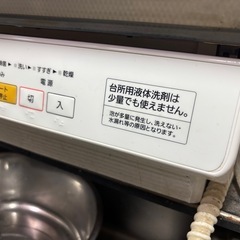 洗い▶すすぎ▶乾燥
電源
切
入
台所用液体洗剤は
少量でも使えません。
泡が多量に発生し、洗えない・
水漏れ等の原因となります。